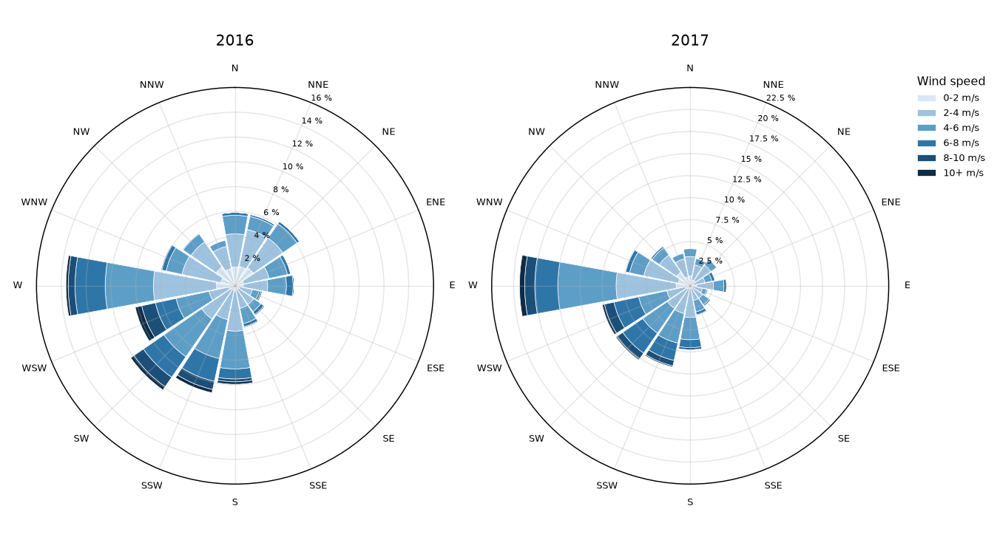 2016
N
NNE
NE
ENE
E
ESE
SE
SSE
S
SSW
SW
WSW
W
WNW
NW
NNW
2 %
4 %
6 %
8 %
10 %
12 %
14 %
16 %
2017
N
NNE
NE
ENE
E
ESE
SE
SSE
S
SSW
SW
WSW
W
WNW
NW
NNW
2.5 %
5 %
7.5 %
10 %
12.5 %
15 %
17.5 %
20 %
22.5 %
Wind speed
0-2 m/s
2-4 m/s
4-6 m/s
6-8 m/s
8-10 m/s
10+ m/s